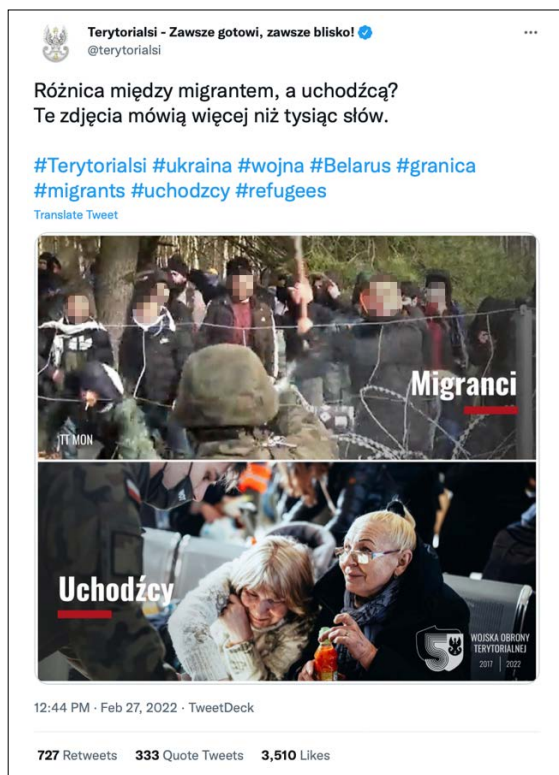 Terytorialsi - Zawsze gotowi, zawsze blisko!
@terytorialsi
Różnica między migrantem, a uchodźcą?
Te zdjęcia mówią więcej niż tysiąc słów.
#Terytorialsi #ukraina #wojna #Belarus #granica
#migrants #uchodzcy #refugees
Translate Tweet
Migranci
TT MON
Uchodźcy
WOJSKA OBRONY
TERYTORIALNEJ
2017 | 2022
12:44 PM · Feb 27, 2022 · TweetDeck
727 Retweets 333 Quote Tweets 3,510 Likes